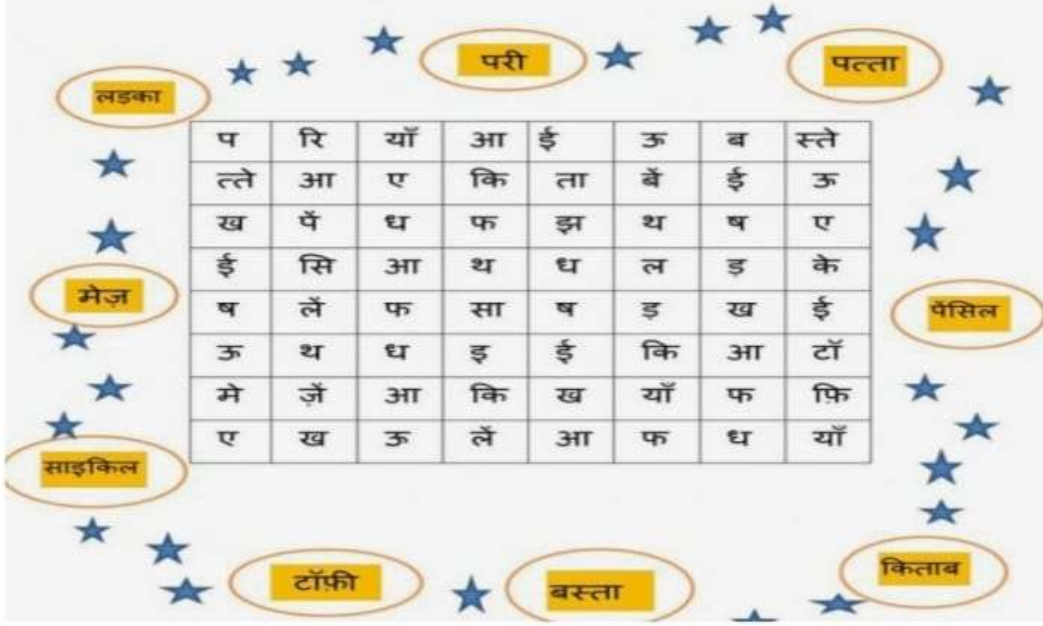 परी
पत्ता
लड़का
प रि याँ आ ई ऊ ब स्ते
त्ते आ ए कि ता बें ई ऊ
ख पें ध फ झ थ ष ए
ई सि आ थ ध ल ड़ के
मेज़
ष लें फ सा ष ड़ ख ई
पेंसिल
ऊ थ ध इ ई कि आ टॉ
मे ज़ें आ कि ख याँ फ फ़ि
ए ख ऊ लें आ फ ध याँ
साइकिल
टॉफ़ी
बस्ता
किताब